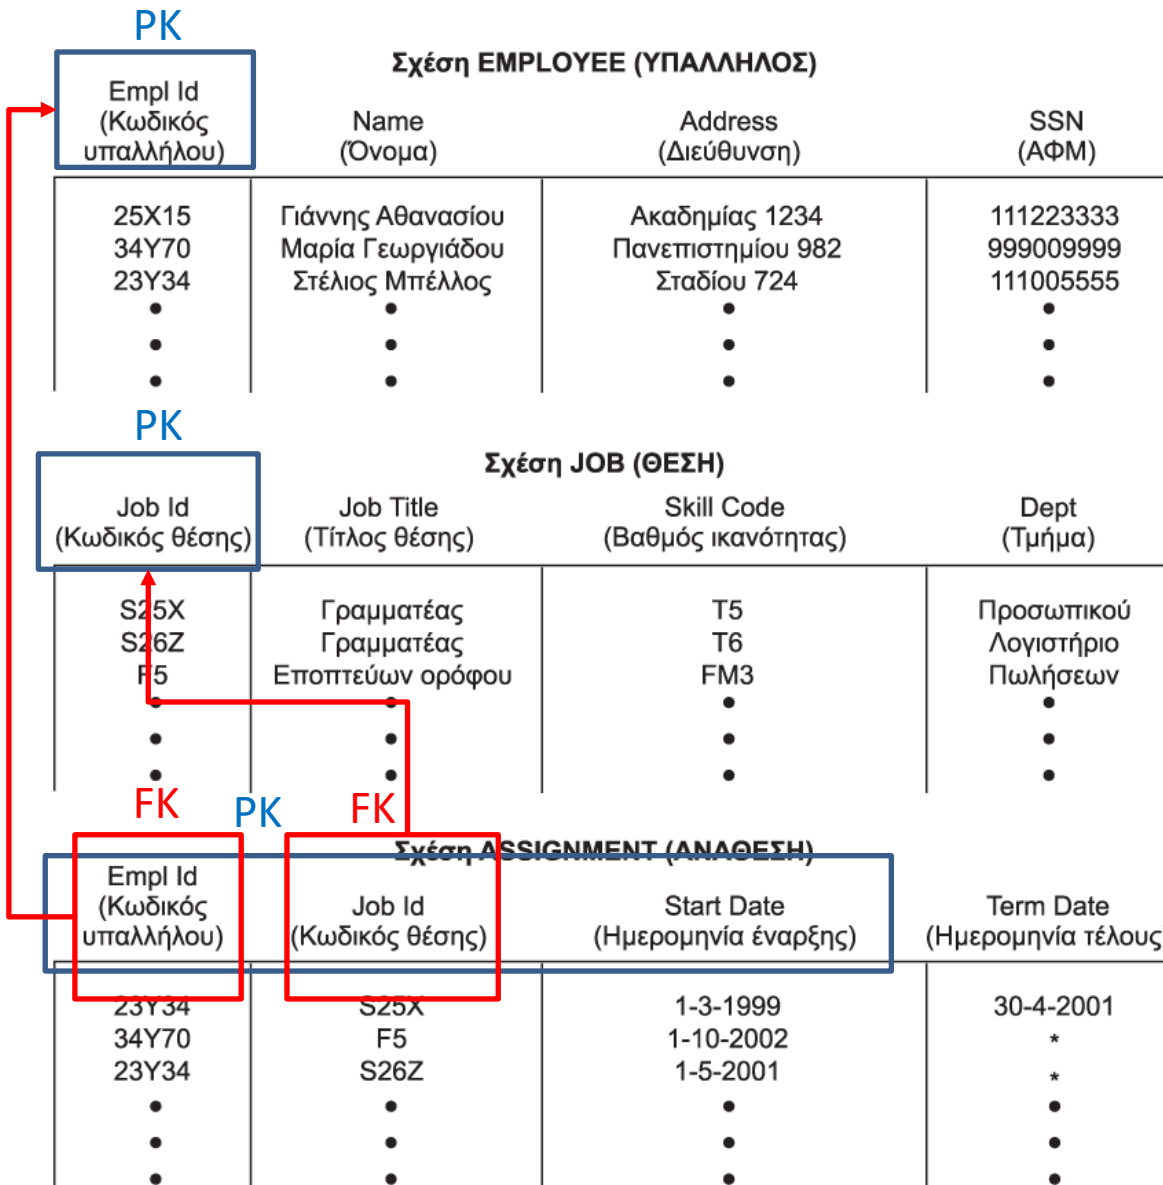 PK
Σχέση EMPLOYEE (ΥΠΑΛΛΗΛΟΣ)
Empl Id
(Κωδικός
υπαλλήλου)
Name
(Όνομα)
Address
(Διεύθυνση)
SSN
(ΑΦΜ)
25X15 Γιάννης Αθανασίου Ακαδημίας 1234 111223333
34Y70 Μαρία Γεωργιάδου Πανεπιστημίου 982 999009999
23Y34 Στέλιος Μπέλλος Σταδίου 724 111005555
PK
Σχέση JOB (ΘΕΣΗ)
Job Id
(Κωδικός θέσης)
Job Title
(Τίτλος θέσης)
Skill Code
(Βαθμός ικανότητας)
Dept
(Τμήμα)
S25X Γραμματέας T5 Προσωπικού
S26Z Γραμματέας T6 Λογιστήριο
F5 Εποπτεύων ορόφου FM3 Πωλήσεων
FK PK FK
Σχέση ASSIGNMENT (ΑΝΑΘΕΣΗ)
Empl Id
(Κωδικός
υπαλλήλου)
Job Id
(Κωδικός θέσης)
Start Date
(Ημερομηνία έναρξης)
Term Date
(Ημερομηνία τέλους
23Y34 S25X 1-3-1999 30-4-2001
34Y70 F5 1-10-2002 *
23Y34 S26Z 1-5-2001 *